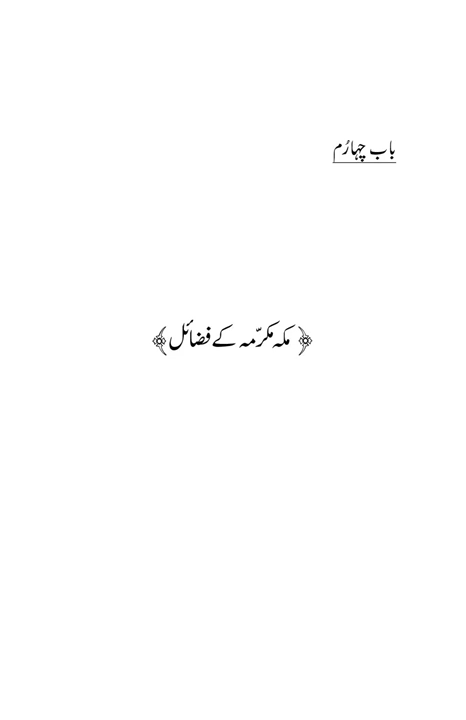 باب چہارُم
﴿ مکہ مکرّمہ کے فضائل ﴾